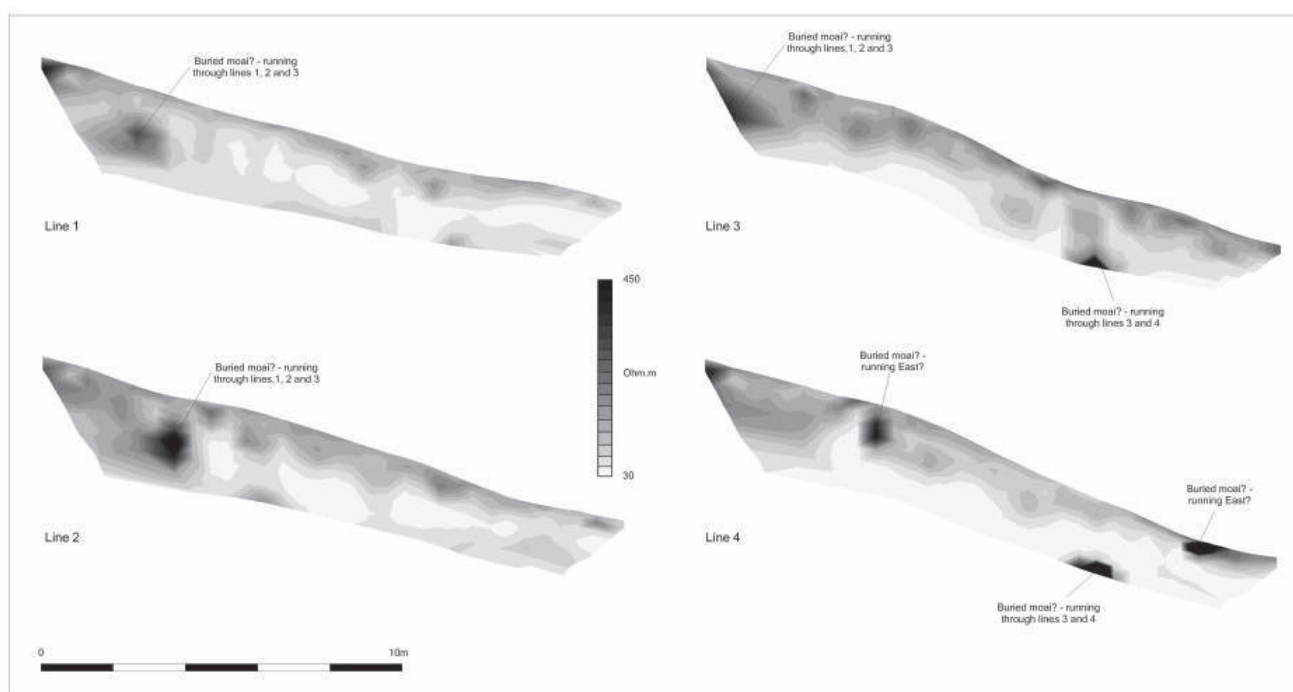 Buried moai? - running
through lines 1, 2 and 3
Line 1
Buried moai? - running
through lines,1, 2 and 3
Line 3
Buried moai? - running
through lines 3 and 4
450
Ohm.m
30
Buried moai? - running
through lines,1, 2 and 3
Line 2
Buried moai? -
running East?
Buried moai? -
running East?
Line 4
Buried moai? - running
through lines 3 and 4
0
10m